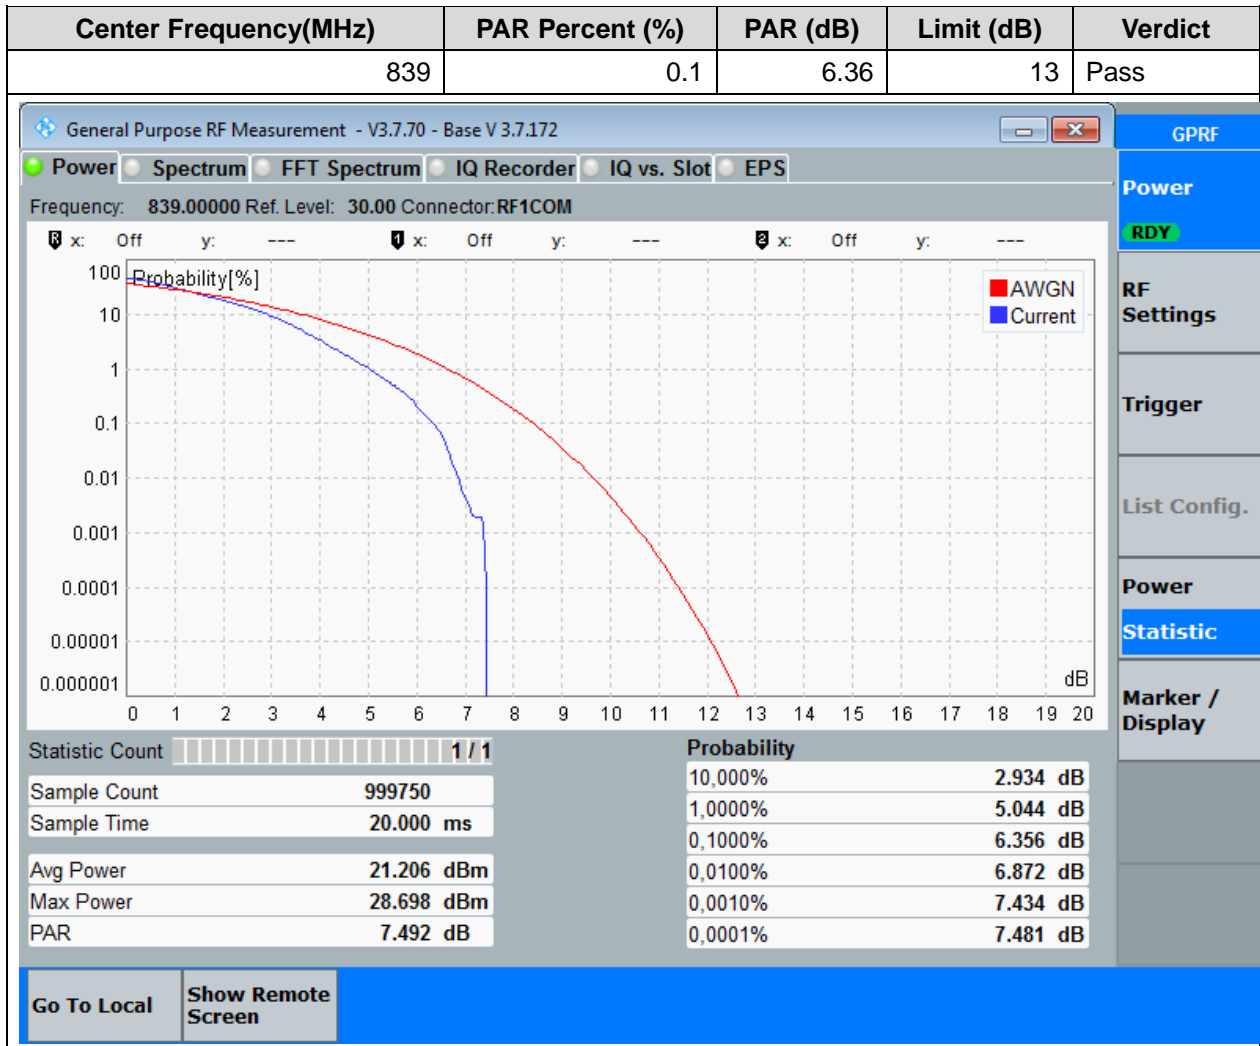 Center Frequency(MHz) PAR Percent (%) PAR (dB) Limit (dB) Verdict
839 0.1 6.36 13 Pass
General Purpose RF Measurement - V3.7.70 - Base V 3.7.172
GPRF
Power Spectrum FFT Spectrum IQ Recorder IQ vs. Slot EPS
Power
RDY
Frequency: 839.00000 Ref. Level: 30.00 Connector: RF1COM
R x: Off y: --- 1 x: Off y: --- 2 x: Off y: ---
Probability[%]
AWGN
Current
100
10
1
0.1
0.01
0.001
0.0001
0.00001
0.000001
dB
0 1 2 3 4 5 6 7 8 9 10 11 12 13 14 15 16 17 18 19 20
RF
Settings
Trigger
List Config.
Power
Statistic
Marker /
Display
Statistic Count 1 / 1
Sample Count 999750
Sample Time 20.000 ms
Avg Power 21.206 dBm
Max Power 28.698 dBm
PAR 7.492 dB
Probability
10,000% 2.934 dB
1,0000% 5.044 dB
0,1000% 6.356 dB
0,0100% 6.872 dB
0,0010% 7.434 dB
0,0001% 7.481 dB
Go To Local
Show Remote
Screen